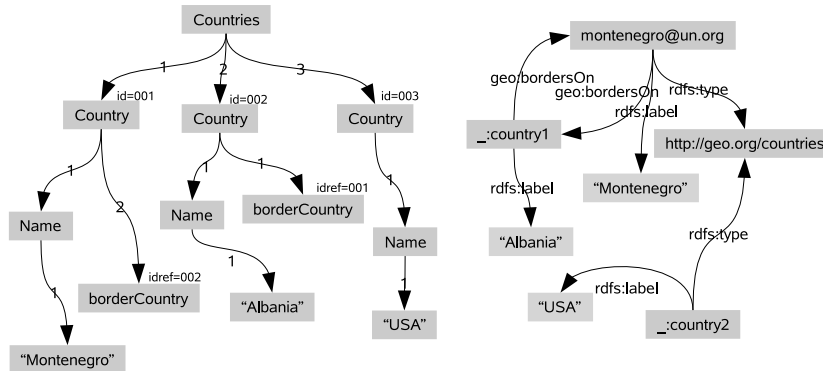 Countries
1
2
3
id=001
Country
id=002
Country
id=003
Country
1
2
1
1
1
Name
Name
idref=001
borderCountry
Name
1
idref=002
borderCountry
1
"Albania"
1
"USA"
"Montenegro"
montenegro@un.org
geo:bordersOn
geo:bordersOn
rdfs:type
rdfs:label
_:country1
http://geo.org/countries
rdfs:label
"Montenegro"
"Albania"
rdfs:type
rdfs:label
"USA"
_:country2